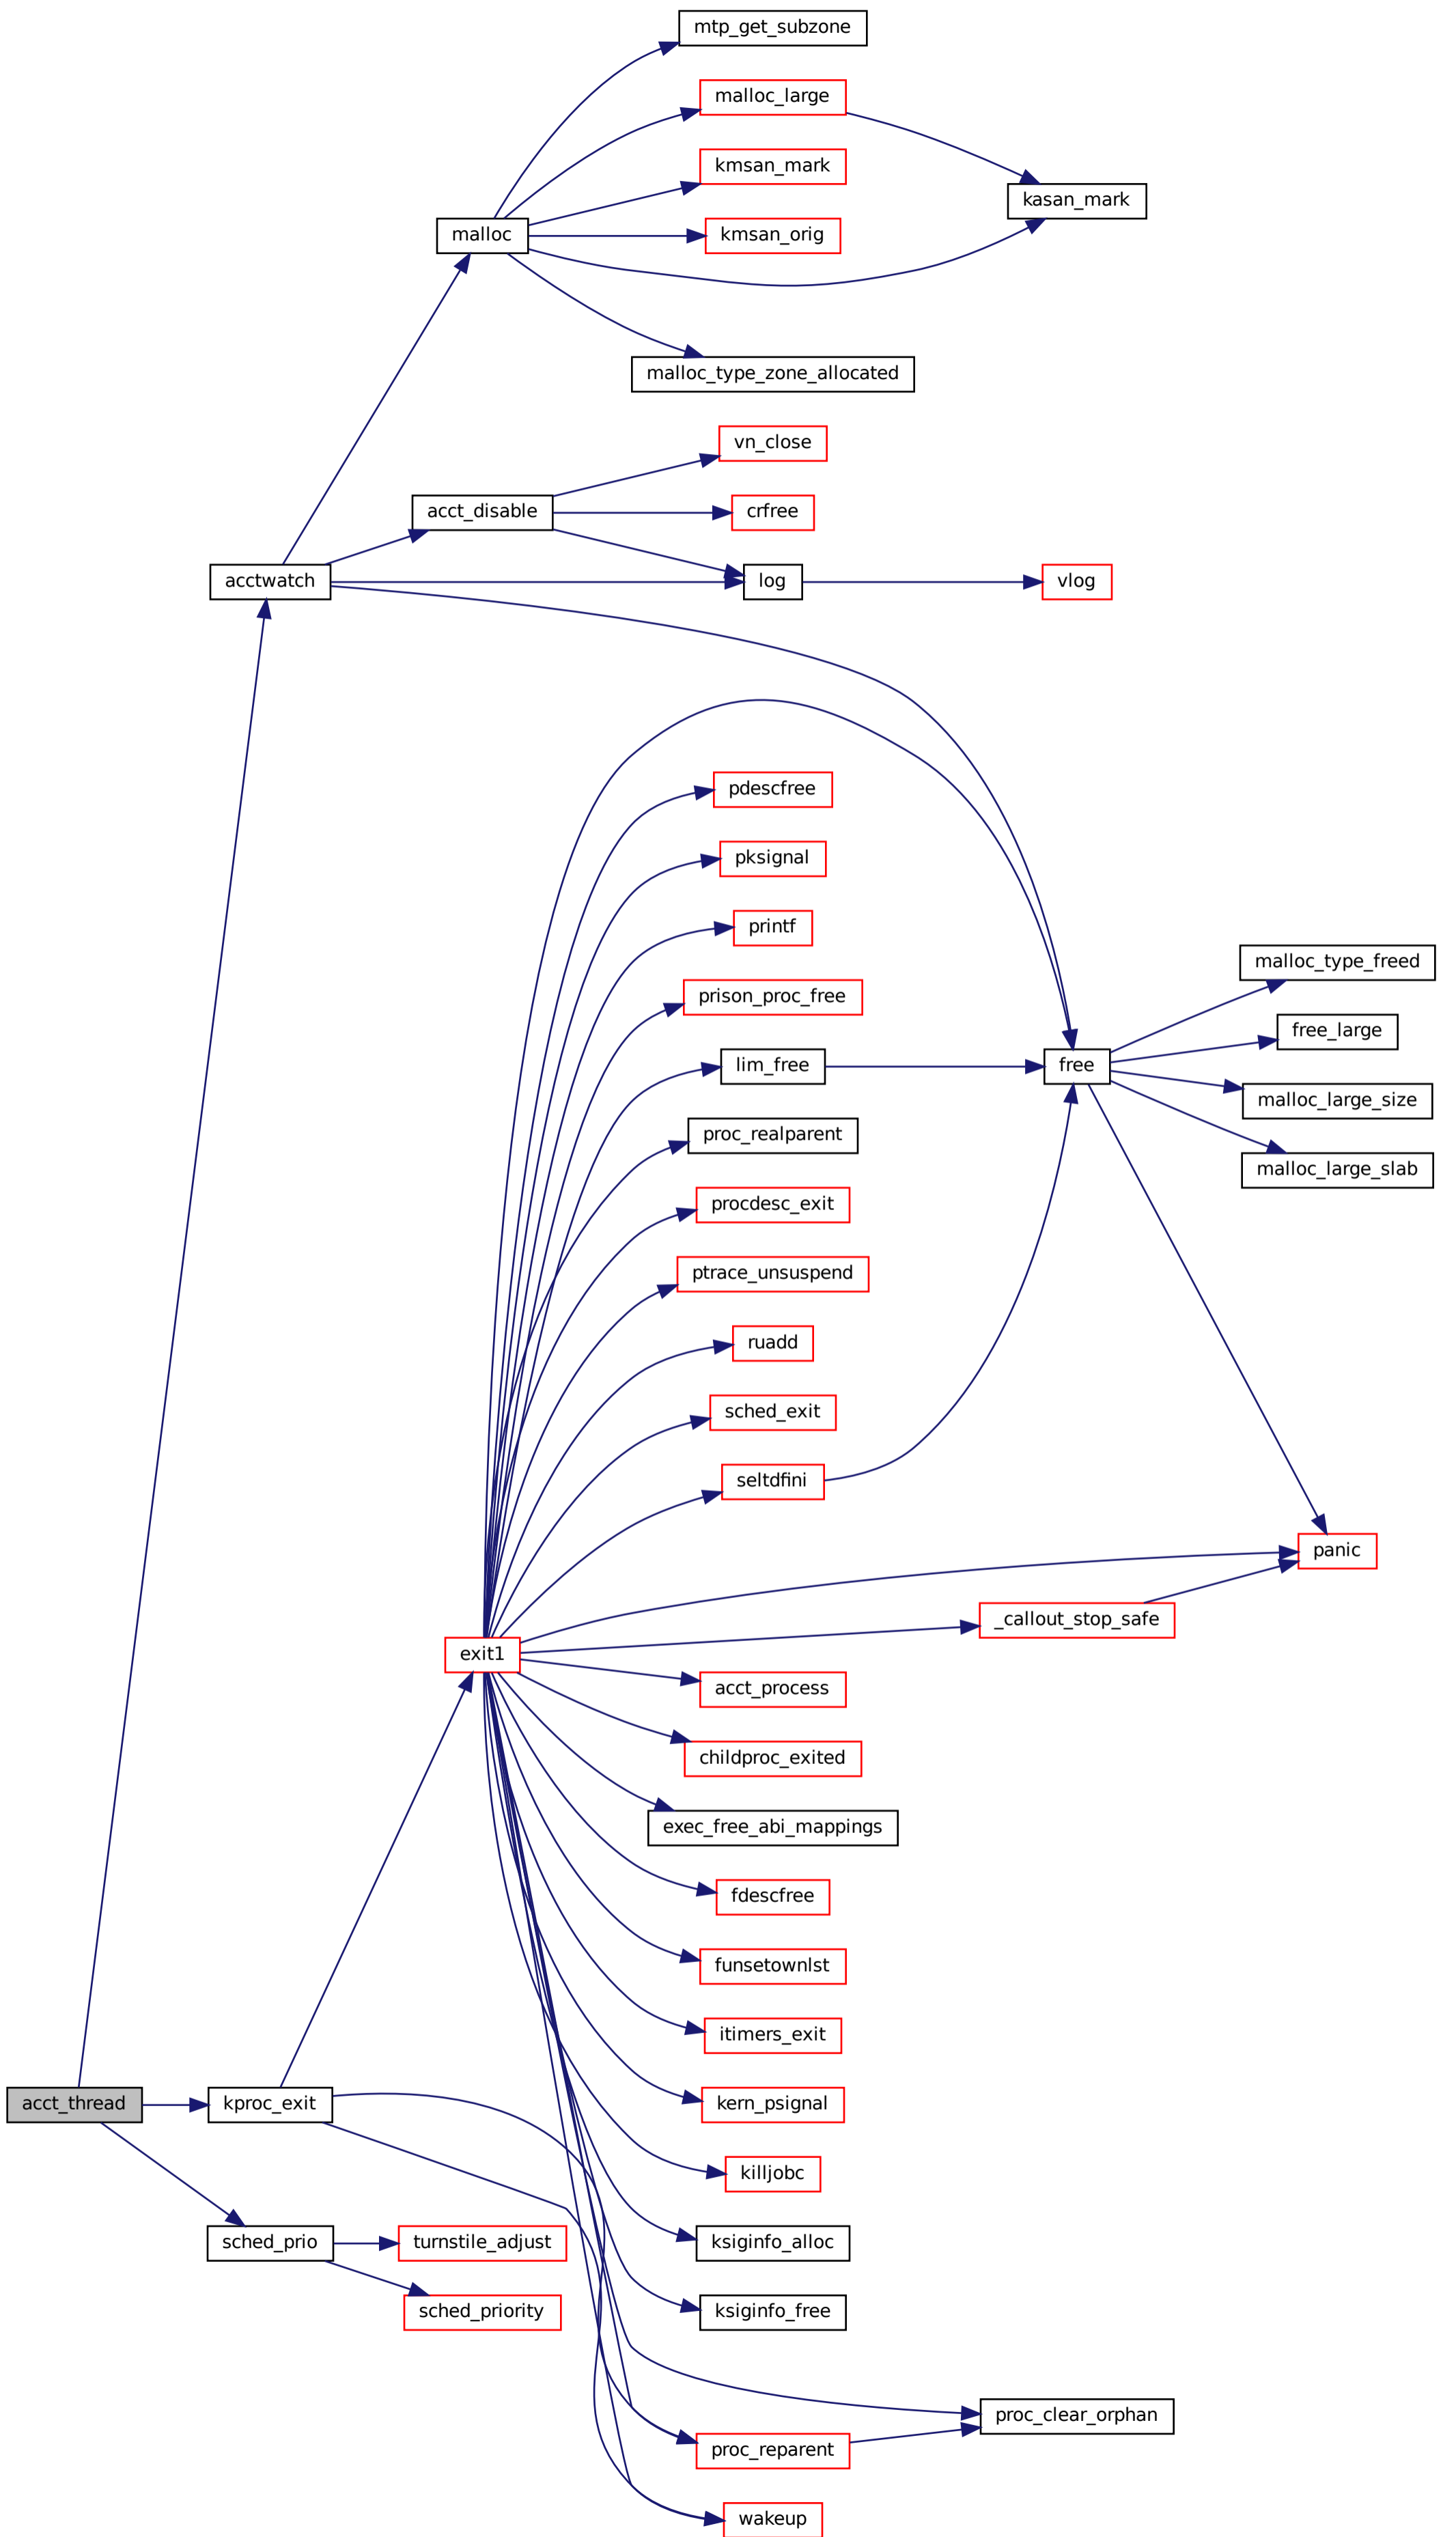 mtp_get_subzone
malloc_large
kmsan_mark
kasan_mark
malloc
kmsan_orig
malloc_type_zone_allocated
vn_close
acct_disable
crfree
acctwatch
log
vlog
pdescfree
pksignal
printf
malloc_type_freed
prison_proc_free
free_large
lim_free
free
malloc_large_size
proc_realparent
malloc_large_slab
procdesc_exit
ptrace_unsuspend
ruadd
sched_exit
seltdfini
panic
_callout_stop_safe
exit1
acct_process
childproc_exited
exec_free_abi_mappings
fdescfree
funsetownlst
itimers_exit
acct_thread
kproc_exit
kern_psignal
killjobc
sched_prio
turnstile_adjust
ksiginfo_alloc
sched_priority
ksiginfo_free
proc_clear_orphan
proc_reparent
wakeup